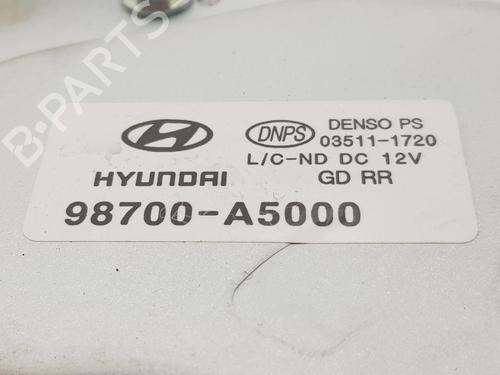 B-PARTS
HYUNDAI
98700-A5000
DNPS
DENSO PS
03511-1720
L/C-ND DC 12V
GD RR